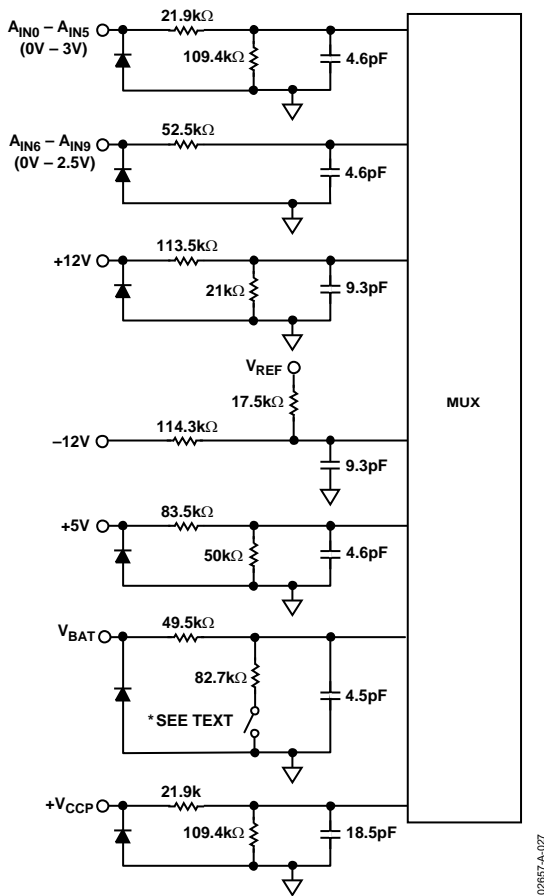 A_IN0 – A_IN5
(0V – 3V)
21.9kΩ
109.4kΩ
4.6pF
A_IN6 – A_IN9
(0V – 2.5V)
52.5kΩ
4.6pF
+12V
113.5kΩ
21kΩ
9.3pF
V_REF
17.5kΩ
MUX
–12V
114.3kΩ
9.3pF
+5V
83.5kΩ
50kΩ
4.6pF
V_BAT
49.5kΩ
82.7kΩ
4.5pF
*SEE TEXT
+V_CCP
21.9k
109.4kΩ
18.5pF
02657-A-027